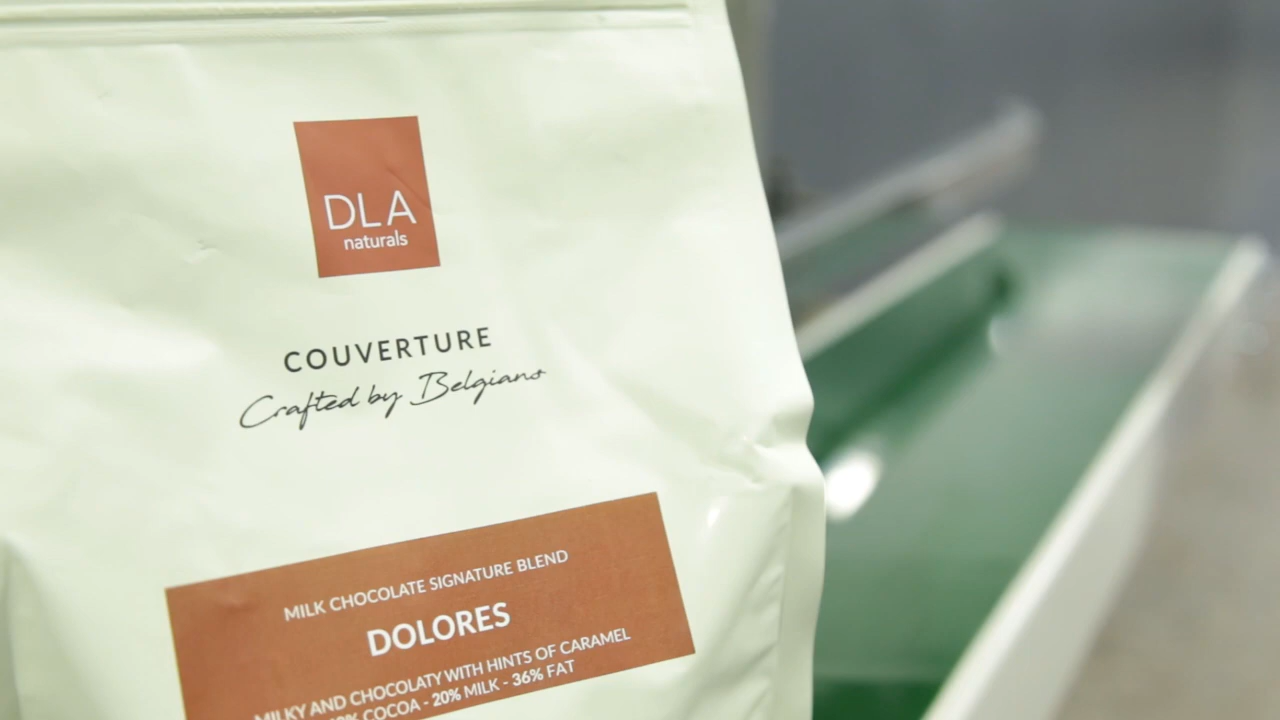 DLA
naturals
COUVERTURE
Crafted by Belgians
MILK CHOCOLATE SIGNATURE BLEND
DOLORES
MILKY AND CHOCOLATY WITH HINTS OF CARAMEL
COCOA - 20% MILK - 36% FAT